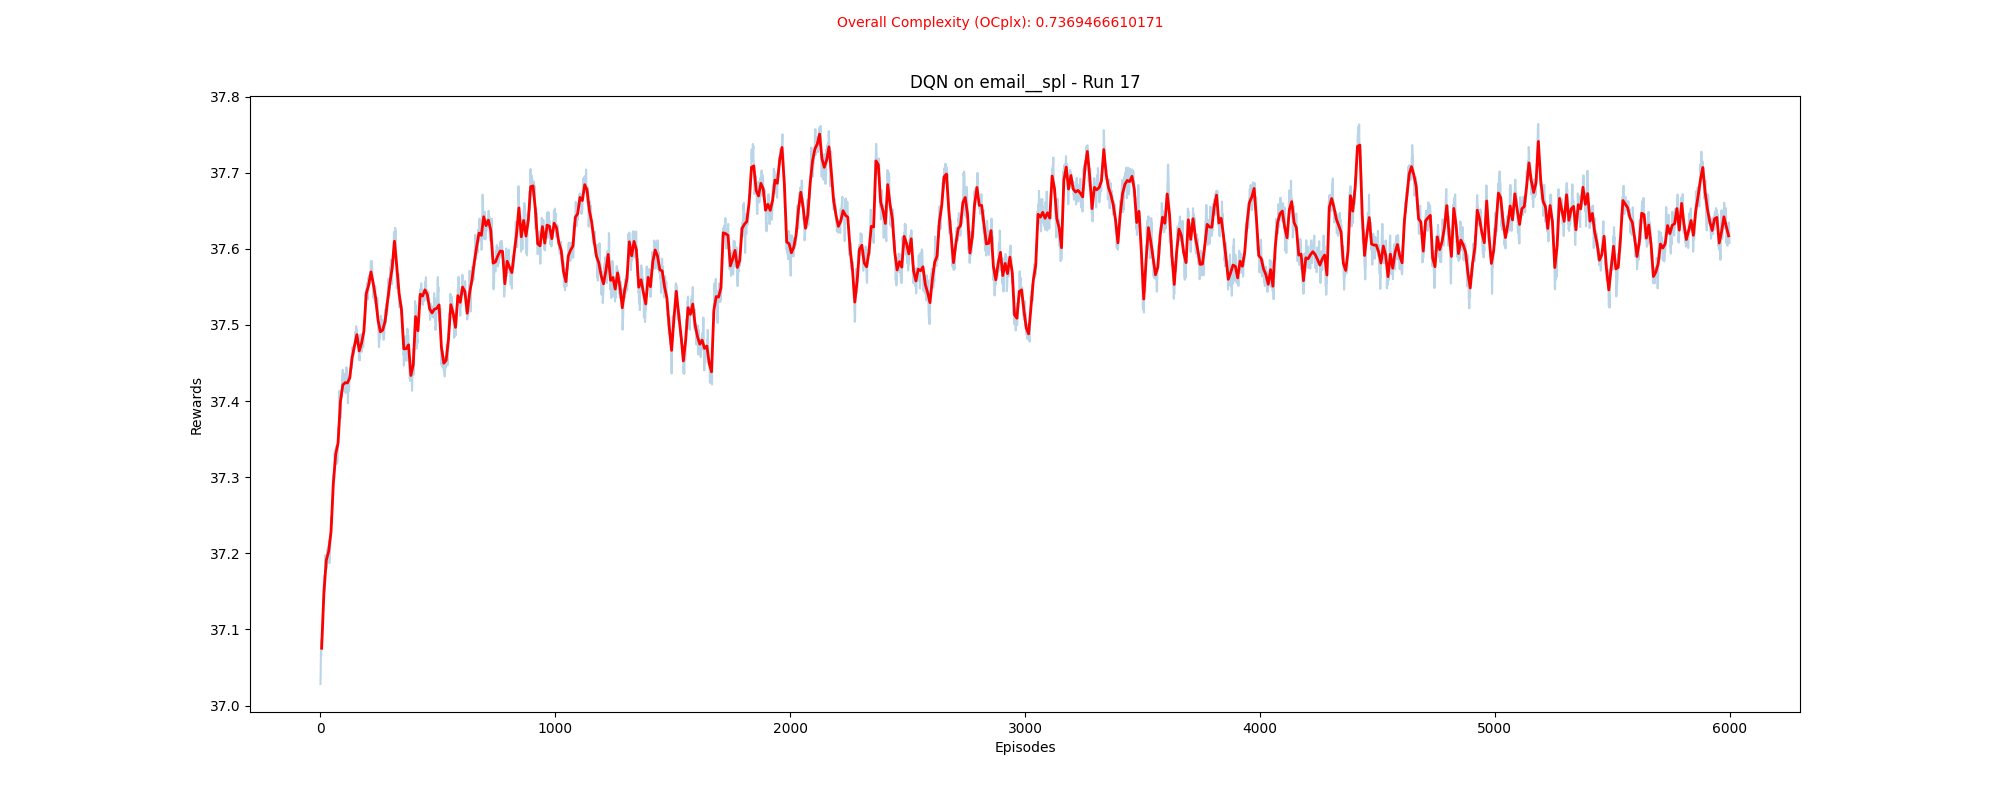 Overall Complexity (OCplx): 0.7369466610171
DQN on email__spl - Run 17
37.8
37.7
37.6
37.5
37.4
37.3
37.2
37.1
37.0
Rewards
0 1000 2000 3000 4000 5000 6000
Episodes